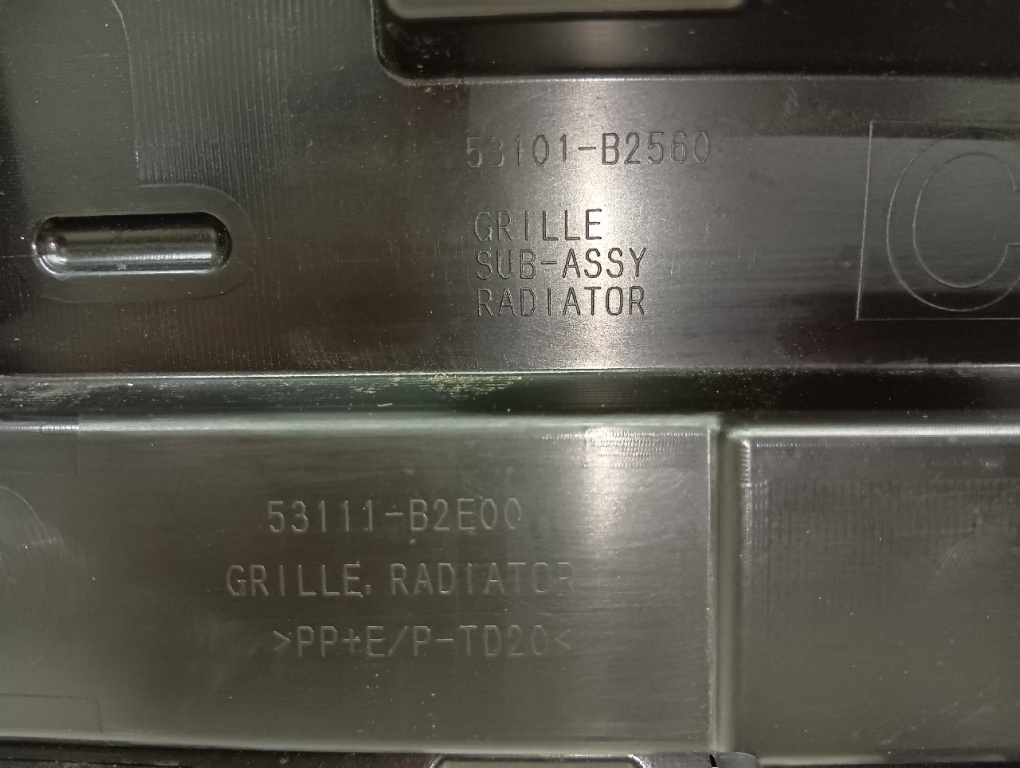 53101-B2560
GRILLE
SUB-ASSY
RADIATOR
C
53111-B2E00
GRILLE, RADIATOR
>PP+E/P-TD20<